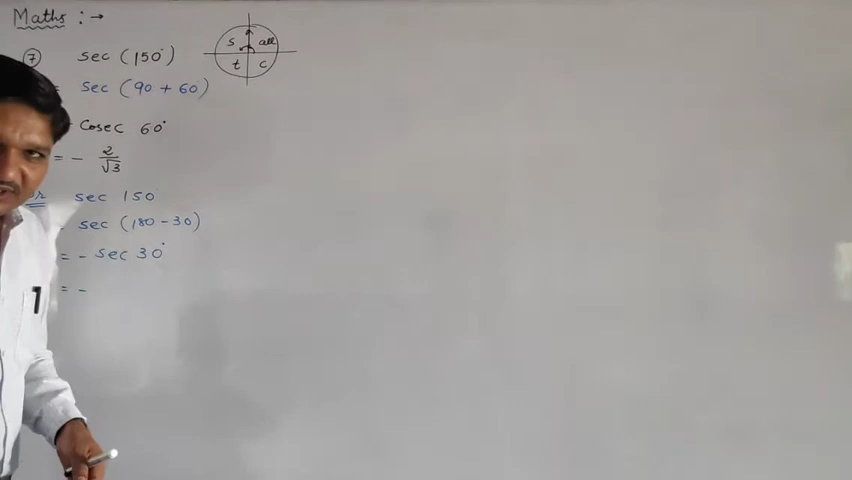 Maths :→
s all
t c
7 sec (150°)
= sec (90 + 60°)
- Cosec 60°
= - 2/√3
or sec 150
sec (180 - 30)
= - sec 30°
= -